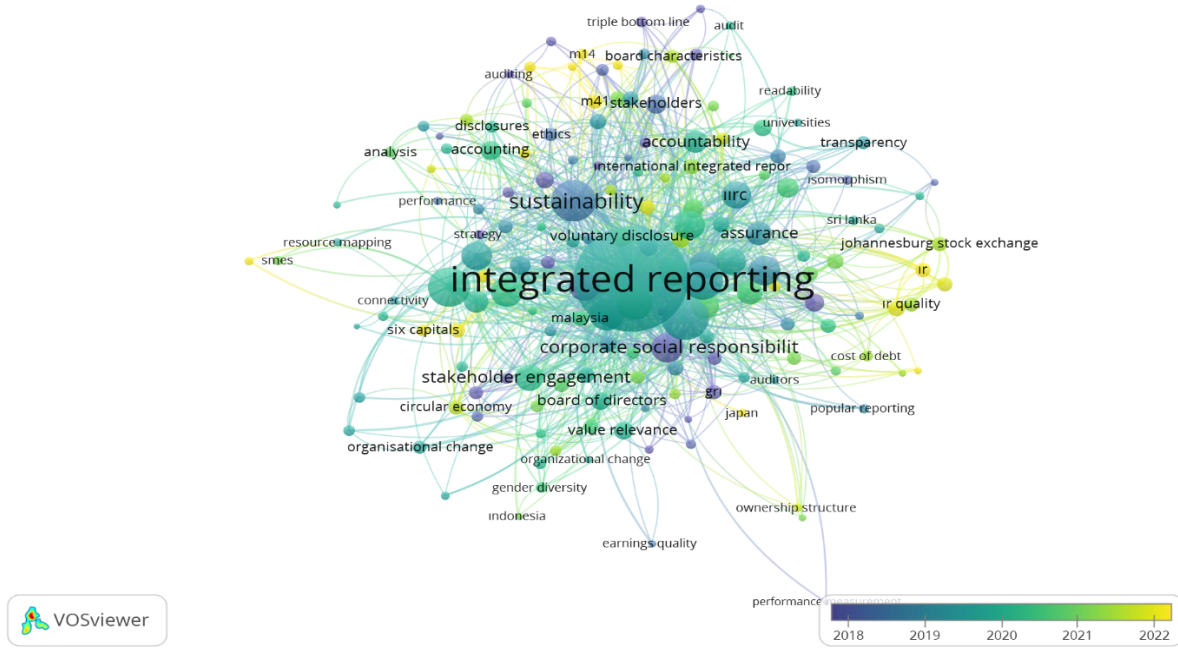 triple bottom line
audit
m14
board characteristics
auditing
readability
m41
stakeholders
universities
disclosures
ethics
accountability
transparency
analysis
accounting
international integrated repor
isomorphism
performance
sustainability
iirc
sri lanka
strategy
voluntary disclosure
assurance
resource mapping
johannesburg stock exchange
smes
integrated reporting
ir
connectivity
ir quality
malaysia
six capitals
corporate social responsibilit
cost of debt
stakeholder engagement
auditors
gri
circular economy
board of directors
japan
popular reporting
value relevance
organisational change
organizational change
gender diversity
ownership structure
indonesia
earnings quality
performance measurement
VOSviewer
2018 2019 2020 2021 2022